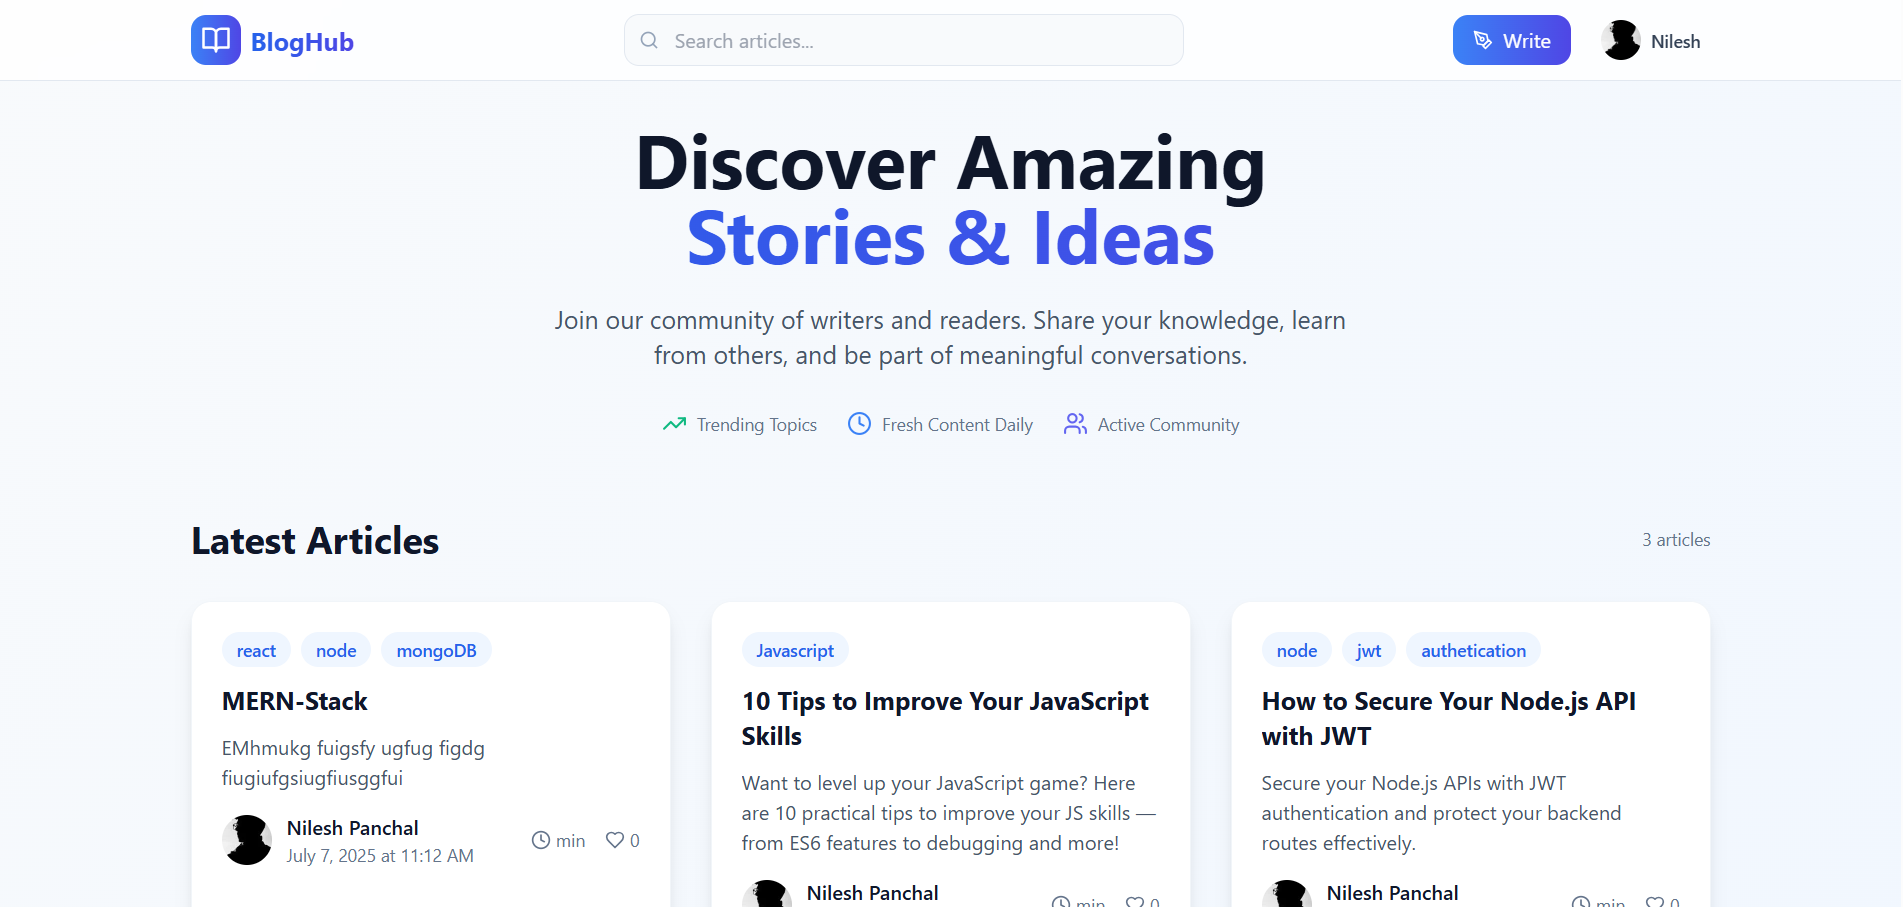 BlogHub
Search articles...
Write
Nilesh
Discover Amazing
Stories & Ideas
Join our community of writers and readers. Share your knowledge, learn
from others, and be part of meaningful conversations.
Trending Topics
Fresh Content Daily
Active Community
Latest Articles
3 articles
react
node
mongoDB
MERN-Stack
EMhmukg fuigsfy ugfug figdg
fiugiufgsiugfiusggfui
Nilesh Panchal
July 7, 2025 at 11:12 AM
min
0
Javascript
10 Tips to Improve Your JavaScript
Skills
Want to level up your JavaScript game? Here
are 10 practical tips to improve your JS skills —
from ES6 features to debugging and more!
Nilesh Panchal
min
0
node
jwt
authetication
How to Secure Your Node.js API
with JWT
Secure your Node.js APIs with JWT
authentication and protect your backend
routes effectively.
Nilesh Panchal
min
0